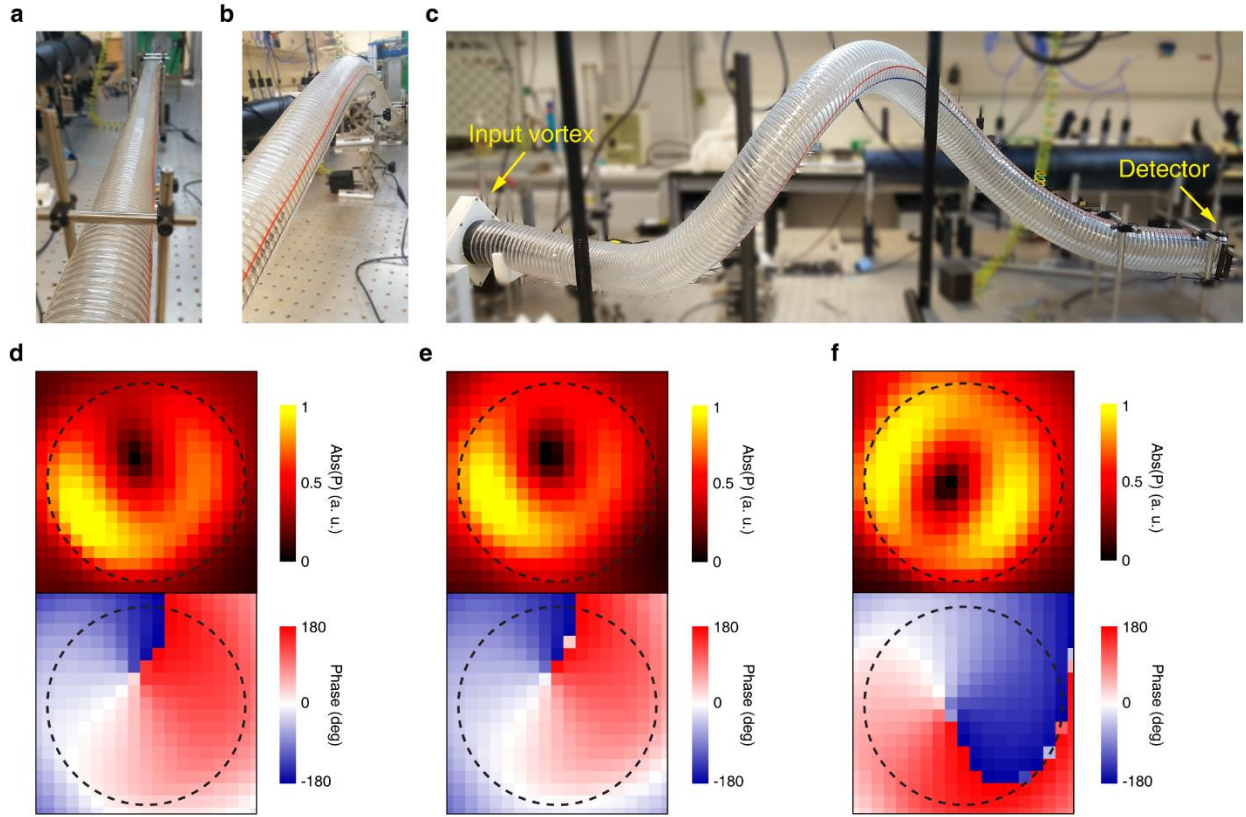 a
b
c
Input vortex
Detector
d
e
f
1
0.5
0
Abs(P) (a. u.)
1
0.5
0
Abs(P) (a. u.)
1
0.5
0
Abs(P) (a. u.)
180
0
-180
Phase (deg)
180
0
-180
Phase (deg)
180
0
-180
Phase (deg)